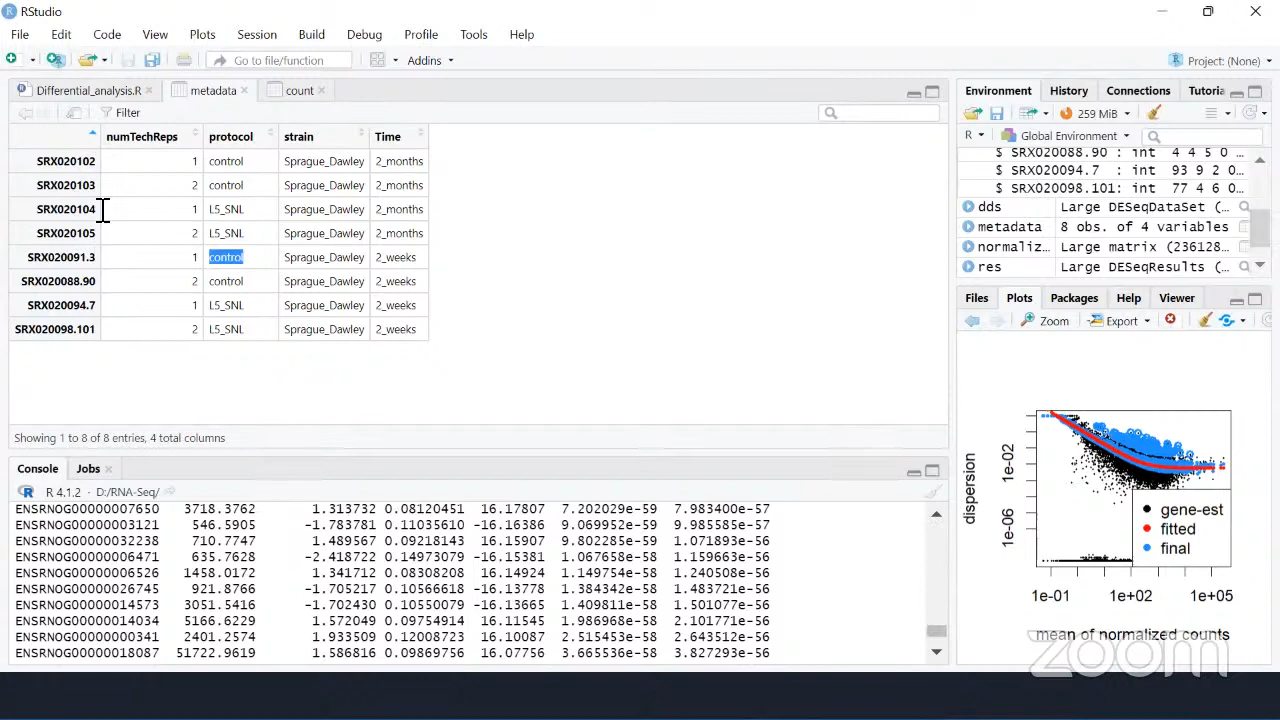 RStudio
File Edit Code View Plots Session Build Debug Profile Tools Help
Go to file/function Addins Project: (None)
Differential_analysis.R metadata count
Filter
numTechReps protocol strain Time
SRX020102 1 control Sprague_Dawley 2_months
SRX020103 2 control Sprague_Dawley 2_months
SRX020104 1 L5_SNL Sprague_Dawley 2_months
SRX020105 2 L5_SNL Sprague_Dawley 2_months
SRX020091.3 1 control Sprague_Dawley 2_weeks
SRX020088.90 2 control Sprague_Dawley 2_weeks
SRX020094.7 1 L5_SNL Sprague_Dawley 2_weeks
SRX020098.101 2 L5_SNL Sprague_Dawley 2_weeks
Showing 1 to 8 of 8 entries, 4 total columns
Console Jobs
R 4.1.2 · D:/RNA-Seq/
ENSRNOG00000007650 3718.3762 1.313732 0.08120451 16.17807 7.202029e-59 7.983400e-57
ENSRNOG00000003121 546.3905 -1.783781 0.11035610 -16.16386 9.069952e-59 9.985585e-57
ENSRNOG00000032238 710.7747 1.489567 0.09218143 16.15907 9.802285e-59 1.071893e-56
ENSRNOG00000006471 635.7628 -2.418722 0.14973079 -16.15381 1.067658e-58 1.159663e-56
ENSRNOG00000006526 1458.0172 1.341712 0.08308208 16.14924 1.149754e-58 1.240508e-56
ENSRNOG00000026745 921.8766 -1.705217 0.10566618 -16.13778 1.384342e-58 1.483721e-56
ENSRNOG00000014573 3051.5416 -1.702430 0.10550079 -16.13665 1.409811e-58 1.501077e-56
ENSRNOG00000014034 5166.6229 1.572049 0.09754914 16.11545 1.986968e-58 2.101771e-56
ENSRNOG00000000341 2401.2574 1.933509 0.12008723 16.10087 2.515453e-58 2.643512e-56
ENSRNOG00000018087 51722.9619 1.586816 0.09869756 16.07756 3.665536e-58 3.827293e-56
Environment History Connections Tutoria
259 MiB
R Global Environment
$ SRX020088.90 : int 4 4 5 0 ...
$ SRX020094.7 : int 93 9 2 0...
$ SRX020098.101: int 77 4 6 0...
dds Large DESeqDataSet (...
metadata 8 obs. of 4 variables
normaliz... Large matrix (236128...
res Large DESeqResults (...
Files Plots Packages Help Viewer
Zoom Export
dispersion
1e-02
1e-06
gene-est
fitted
final
1e-01 1e+02 1e+05
mean of normalized counts
zoom